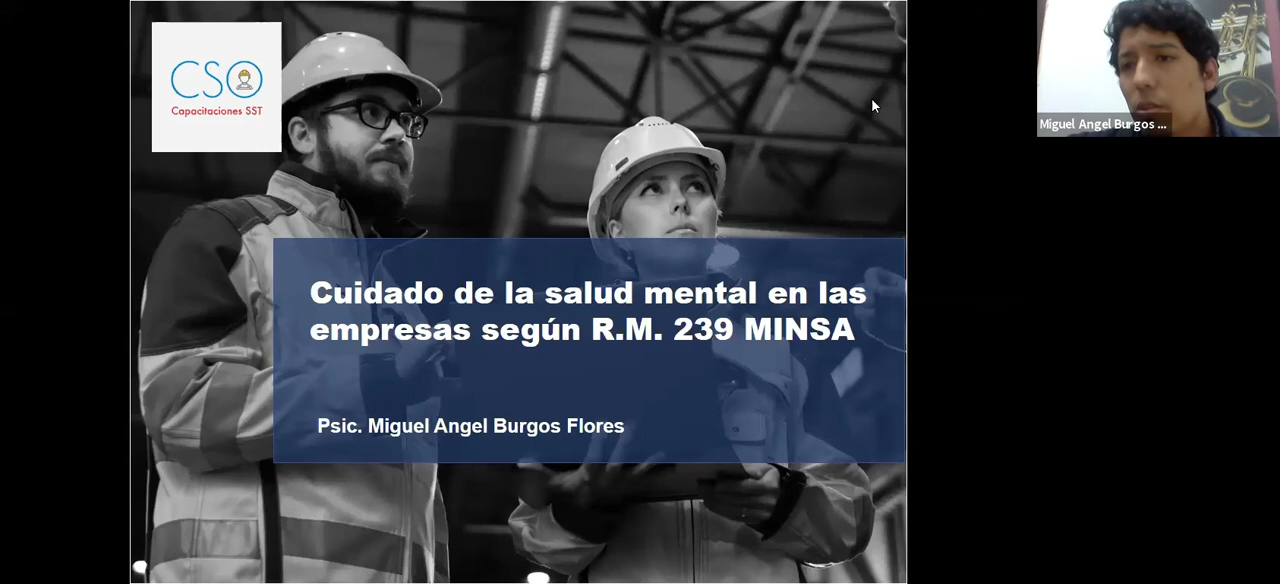 CSO
Capacitaciones SST
Miguel Angel Burgos ...
Cuidado de la salud mental en las
empresas según R.M. 239 MINSA
Psic. Miguel Angel Burgos Flores